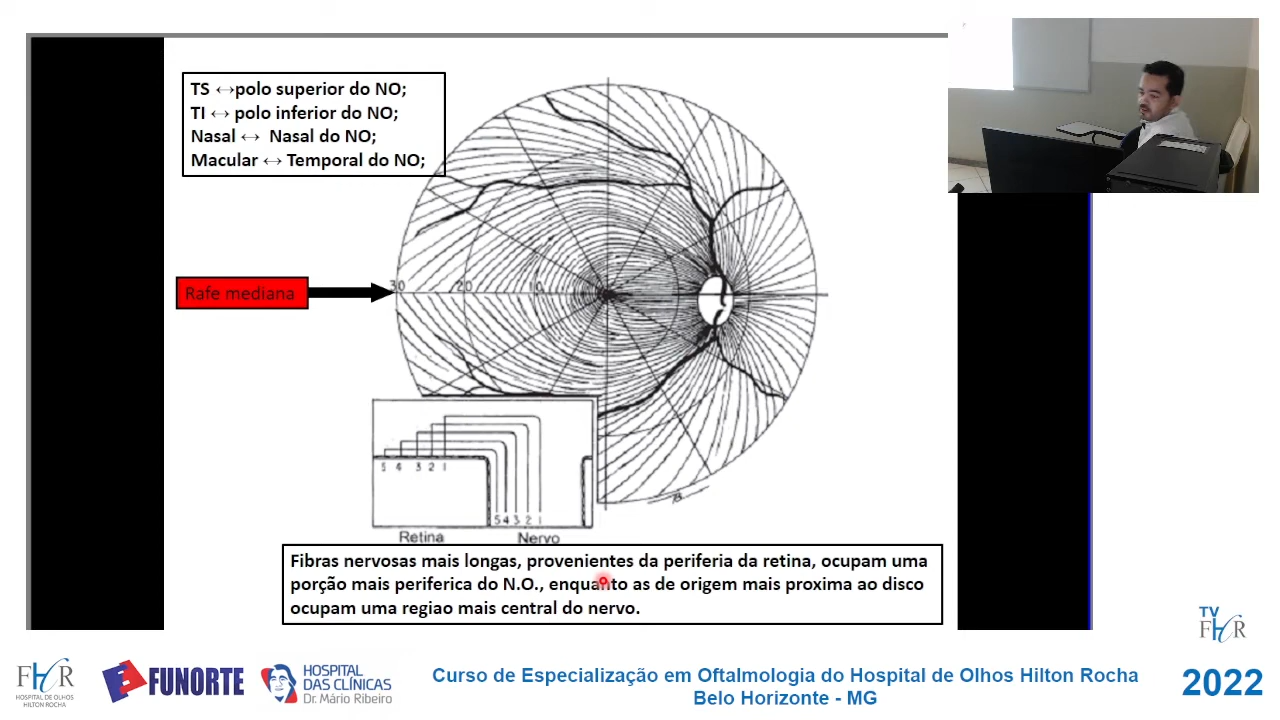 TS ↔polo superior do NO;
TI ↔ polo inferior do NO;
Nasal ↔ Nasal do NO;
Macular ↔ Temporal do NO;
Rafe mediana
30 20 10
5 4 3 2 1
5 4 3 2 1
Retina Nervo
Fibras nervosas mais longas, provenientes da periferia da retina, ocupam uma
porção mais periferica do N.O., enquanto as de origem mais proxima ao disco
ocupam uma regiao mais central do nervo.
TV
FHR
FHR
HOSPITAL DE OLHOS
HILTON ROCHA
FUNORTE
HOSPITAL
DAS CLÍNICAS
Dr. Mário Ribeiro
Curso de Especialização em Oftalmologia do Hospital de Olhos Hilton Rocha
Belo Horizonte - MG
2022